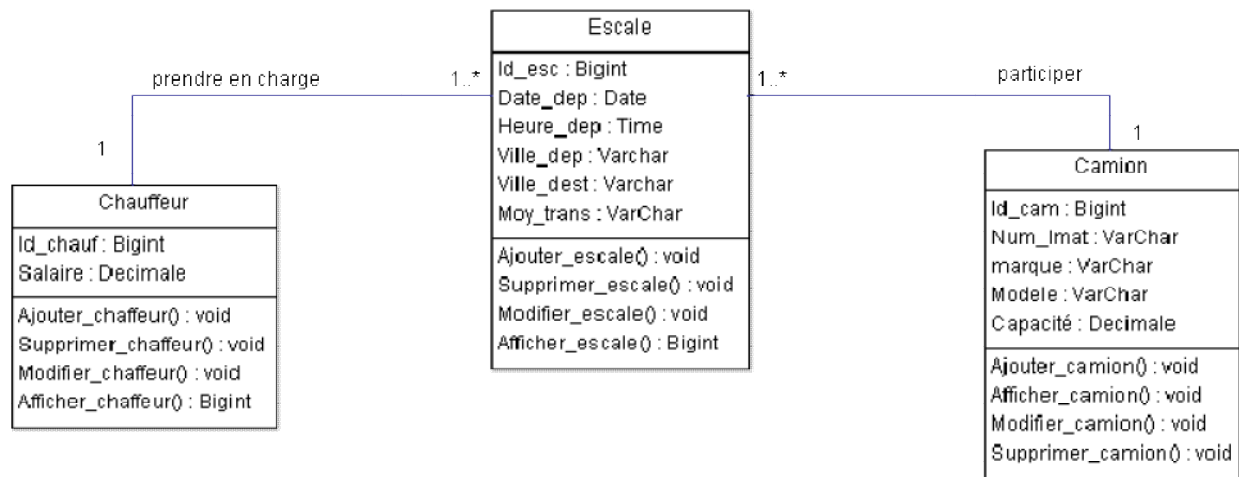 Escale
Id_esc : Bigint
Date_dep : Date
Heure_dep : Time
Ville_dep : Varchar
Ville_dest : Varchar
Moy_trans : VarChar
Ajouter_escale() : void
Supprimer_escale() : void
Modifier_escale() : void
Afficher_escale() : Bigint
prendre en charge
1..*
1
1..*
participer
1
Chauffeur
Id_chauf : Bigint
Salaire : Decimale
Ajouter_chaffeur() : void
Supprimer_chaffeur() : void
Modifier_chaffeur() : void
Afficher_chaffeur() : Bigint
Camion
Id_cam : Bigint
Num_Imat : VarChar
marque : VarChar
Modele : VarChar
Capacité : Decimale
Ajouter_camion() : void
Afficher_camion() : void
Modifier_camion() : void
Supprimer_camion() : void